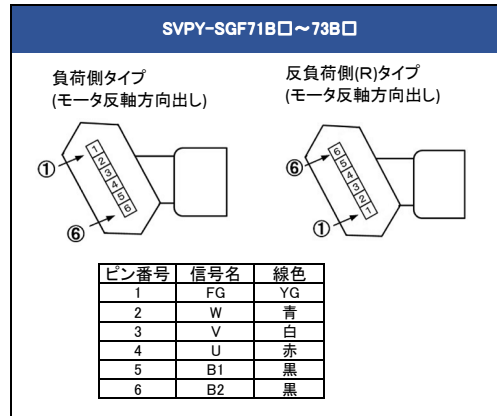 SVPY-SGF71B□～73B□
負荷側タイプ
(モータ反軸方向出し)
反負荷側(R)タイプ
(モータ反軸方向出し)
①
1
2
3
4
5
6
⑥
⑥
6
5
4
3
2
1
①
ピン番号 信号名 線色
1 FG YG
2 W 青
3 V 白
4 U 赤
5 B1 黒
6 B2 黒